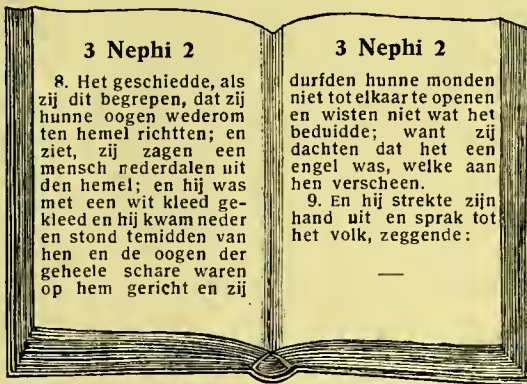 3 Nephi 2
8. Het geschiedde, als
zij dit begrepen, dat zij
hunne oogen wederom
ten hemel richtten; en
ziet, zij zagen een
mensch nederdalen uit
den hemel; en hij was
met een wit kleed ge-
kleed en hij kwam neder
en stond temidden van
hen en de oogen der
geheele schare waren
op hem gericht en zij
3 Nephi 2
durfden hunne monden
niet tot elkaar te openen
en wisten niet wat het
beduidde; want zij
dachten dat het een
engel was, welke aan
hen verscheen.
9. En hij strekte zijn
hand uit en sprak tot
het volk, zeggende:
—